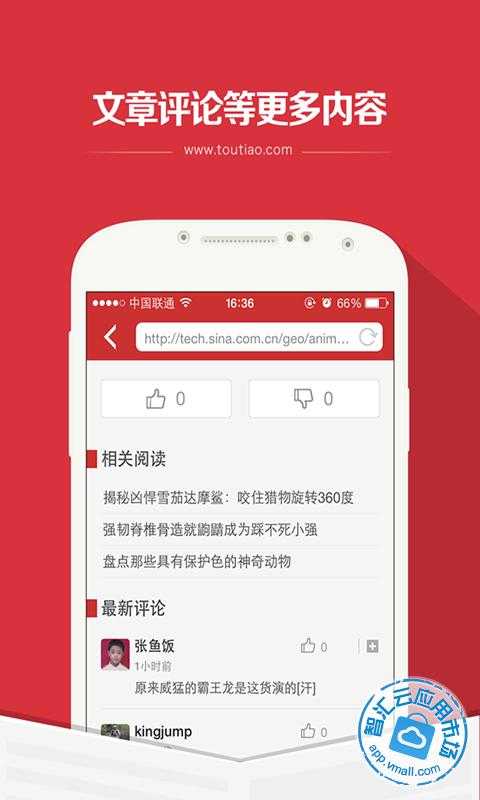 文章评论等更多内容
www.toutiao.com
中国联通 16:36 66%
http://tech.sina.com.cn/geo/anim...
0 0
相关阅读
揭秘凶悍雪茄达摩鲨：咬住猎物旋转360度
强韧脊椎骨造就鼩鼱成为踩不死小强
盘点那些具有保护色的神奇动物
最新评论
张鱼饭 0
1小时前
原来威猛的霸王龙是这货演的[汗]
kingjump 0
智汇云应用市场
app.vmall.com